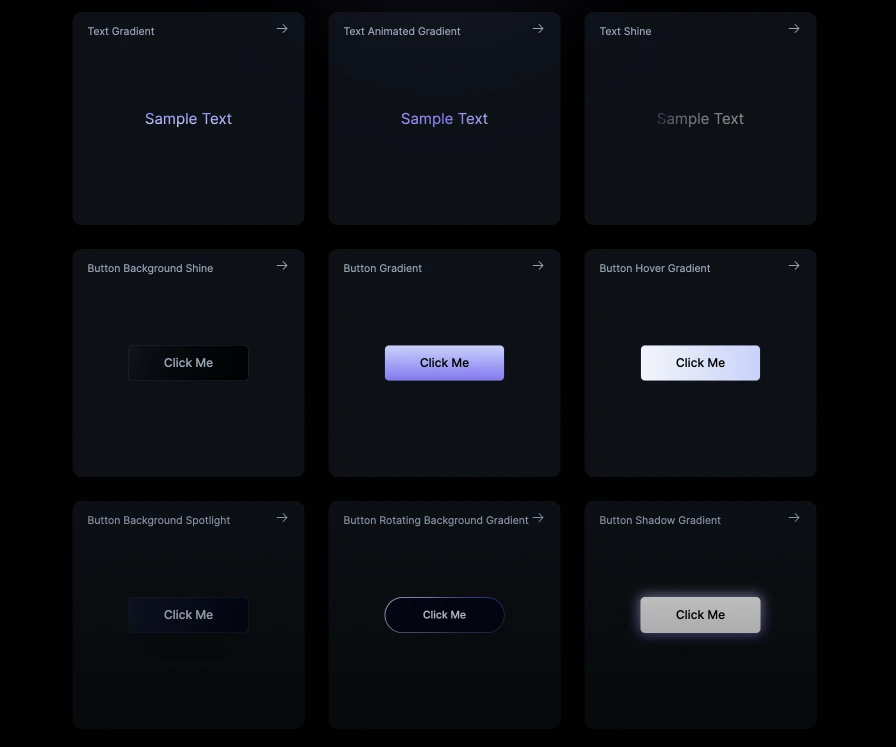 Text Gradient
Text Animated Gradient
Text Shine
Sample Text
Sample Text
Sample Text
Button Background Shine
Button Gradient
Button Hover Gradient
Click Me
Click Me
Click Me
Button Background Spotlight
Button Rotating Background Gradient
Button Shadow Gradient
Click Me
Click Me
Click Me